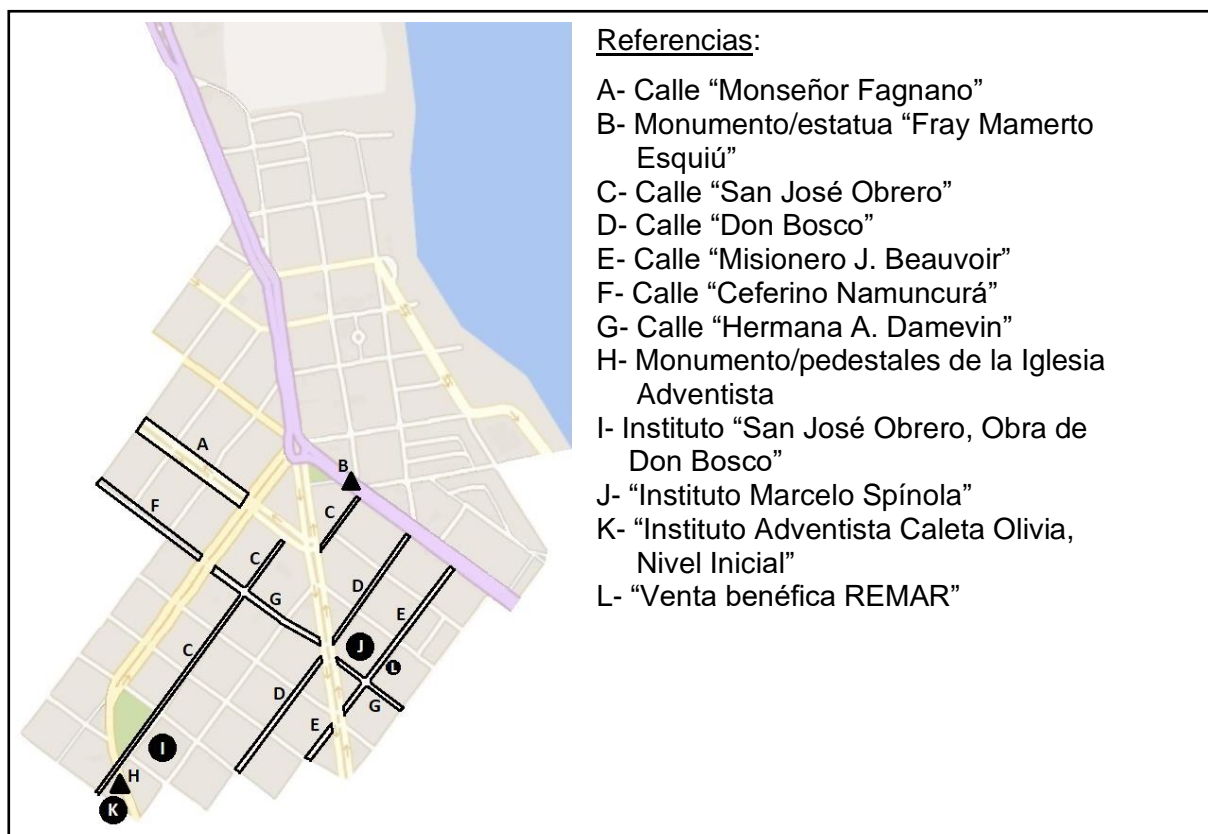 Referencias:
A- Calle “Monseñor Fagnano”
B- Monumento/estatua “Fray Mamerto
Esquiú”
C- Calle “San José Obrero”
D- Calle “Don Bosco”
E- Calle “Misionero J. Beauvoir”
F- Calle “Ceferino Namuncurá”
G- Calle “Hermana A. Damevin”
H- Monumento/pedestales de la Iglesia
Adventista
I- Instituto “San José Obrero, Obra de
Don Bosco”
J- “Instituto Marcelo Spínola”
K- “Instituto Adventista Caleta Olivia,
Nivel Inicial”
L- “Venta benéfica REMAR”
A
B
F
C
C
D
G
E
J
L
C
D
G
E
I
H
K